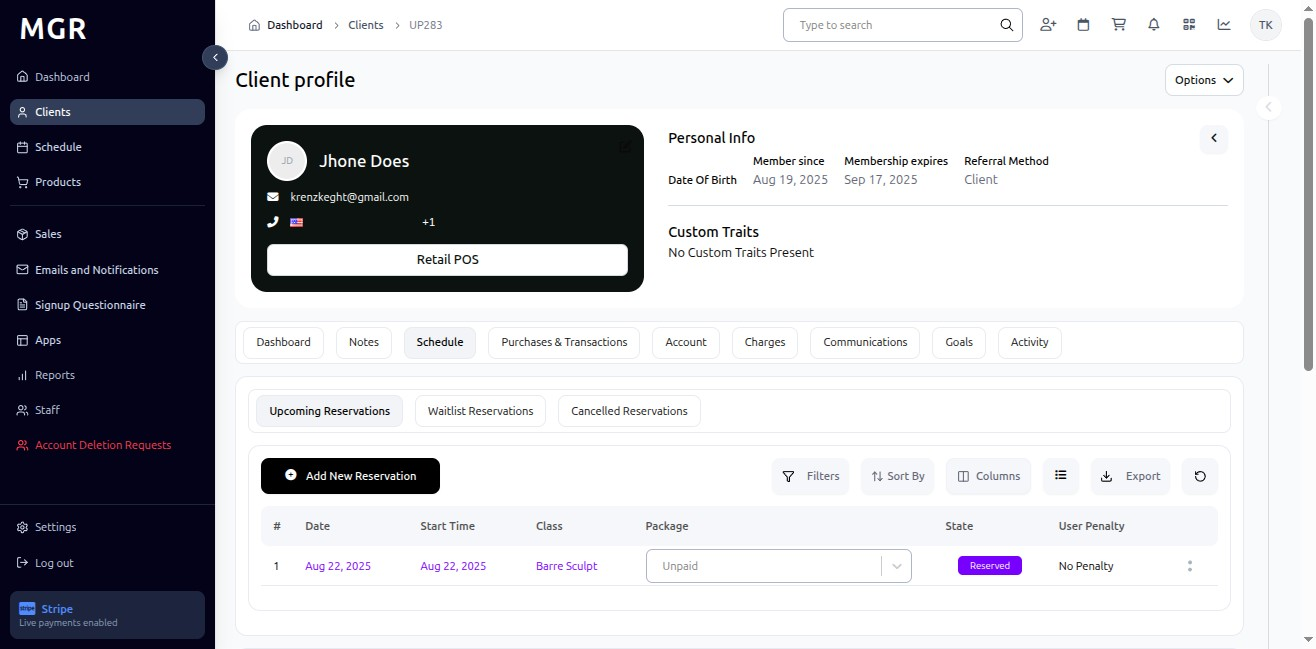 MGR
Dashboard
Clients
Schedule
Products
Sales
Emails and Notifications
Signup Questionnaire
Apps
Reports
Staff
Account Deletion Requests
Settings
Log out
stripe Stripe
Live payments enabled
Dashboard > Clients > UP283
Type to search
TK
Client profile
Options
JD Jhone Does
krenzkeght@gmail.com
+1
Retail POS
Personal Info
Date Of Birth
Member since
Aug 19, 2025
Membership expires
Sep 17, 2025
Referral Method
Client
Custom Traits
No Custom Traits Present
Dashboard Notes Schedule Purchases & Transactions Account Charges Communications Goals Activity
Upcoming Reservations Waitlist Reservations Cancelled Reservations
Add New Reservation Filters Sort By Columns Export
# Date Start Time Class Package State User Penalty
1 Aug 22, 2025 Aug 22, 2025 Barre Sculpt Unpaid Reserved No Penalty